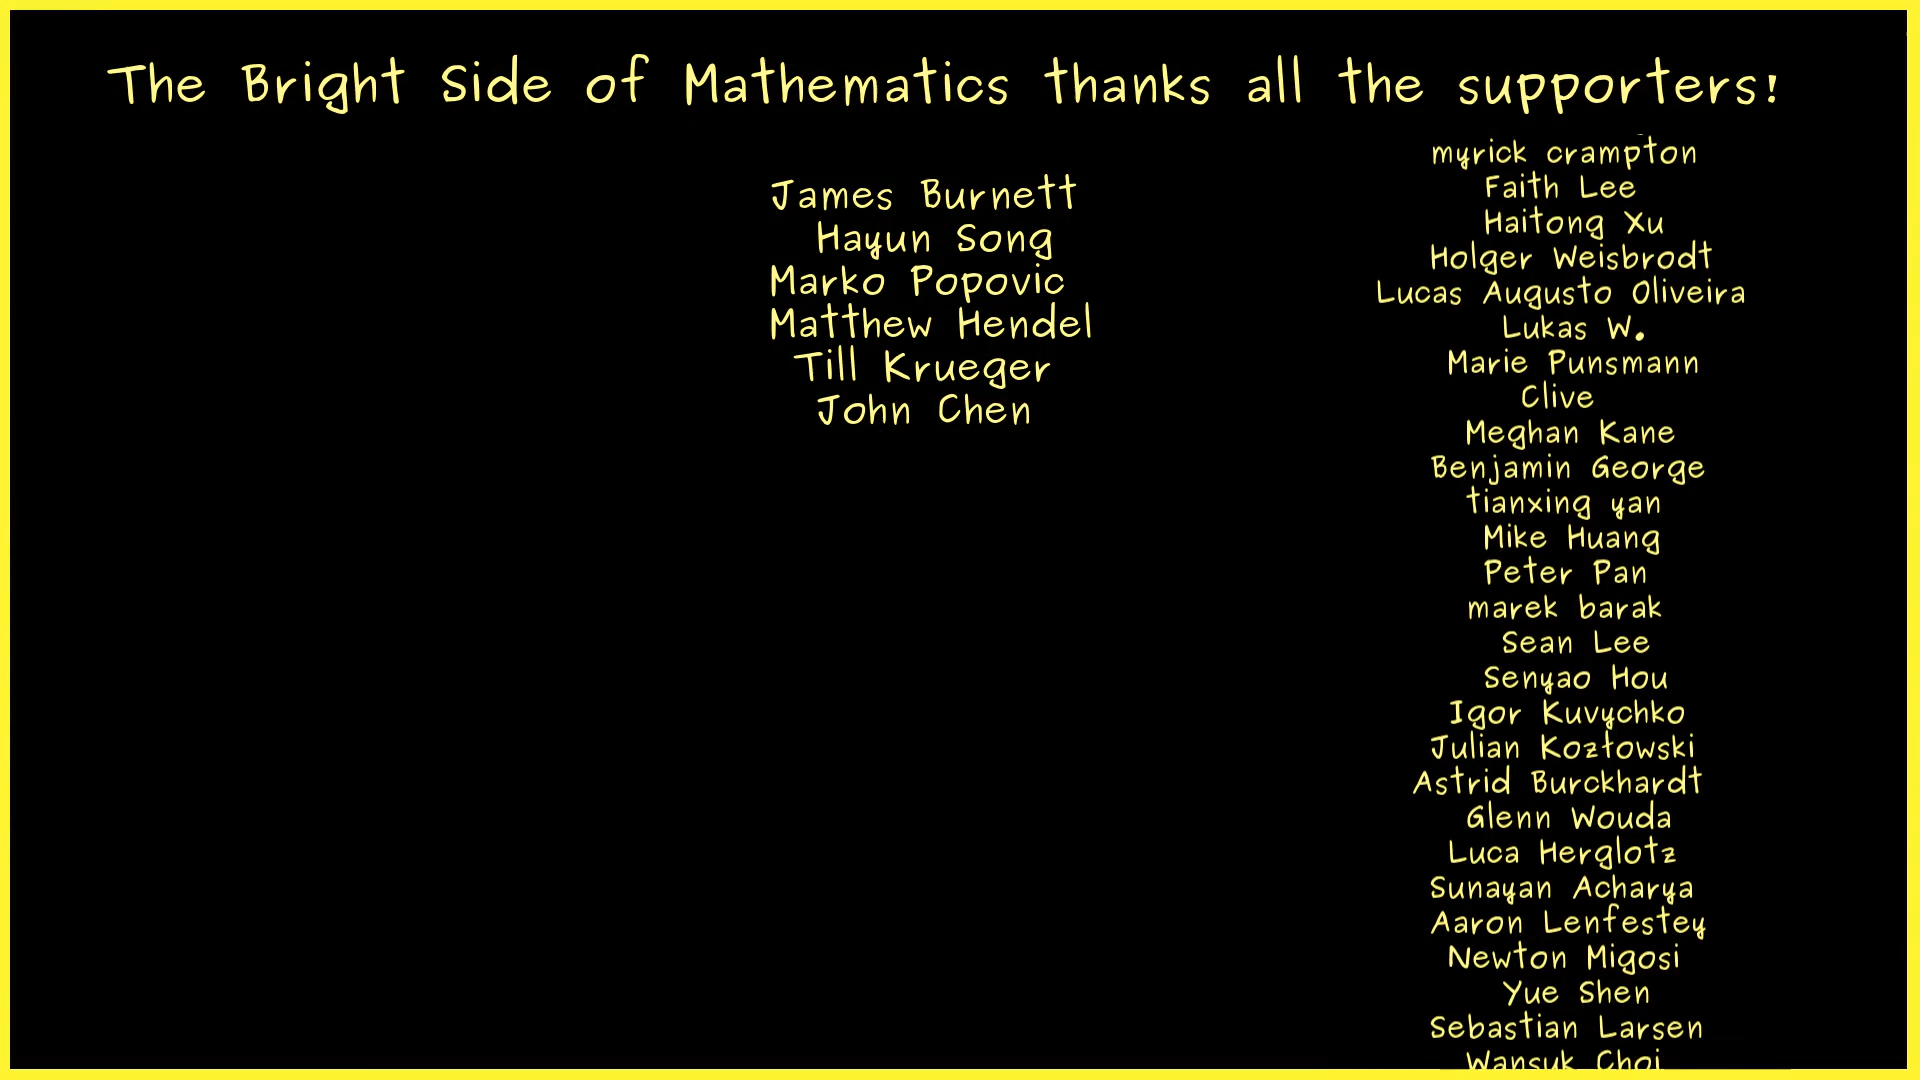 The Bright Side of Mathematics thanks all the supporters!
James Burnett
Hayun Song
Marko Popovic
Matthew Hendel
Till Krueger
John Chen
myrick crampton
Faith Lee
Haitong Xu
Holger Weisbrodt
Lucas Augusto Oliveira
Lukas W.
Marie Punsmann
Clive
Meghan Kane
Benjamin George
tianxing yan
Mike Huang
Peter Pan
marek barak
Sean Lee
Senyao Hou
Igor Kuvychko
Julian Kozłowski
Astrid Burckhardt
Glenn Wouda
Luca Herglotz
Sunayan Acharya
Aaron Lenfestey
Newton Migosi
Yue Shen
Sebastian Larsen
Wansuk Choi